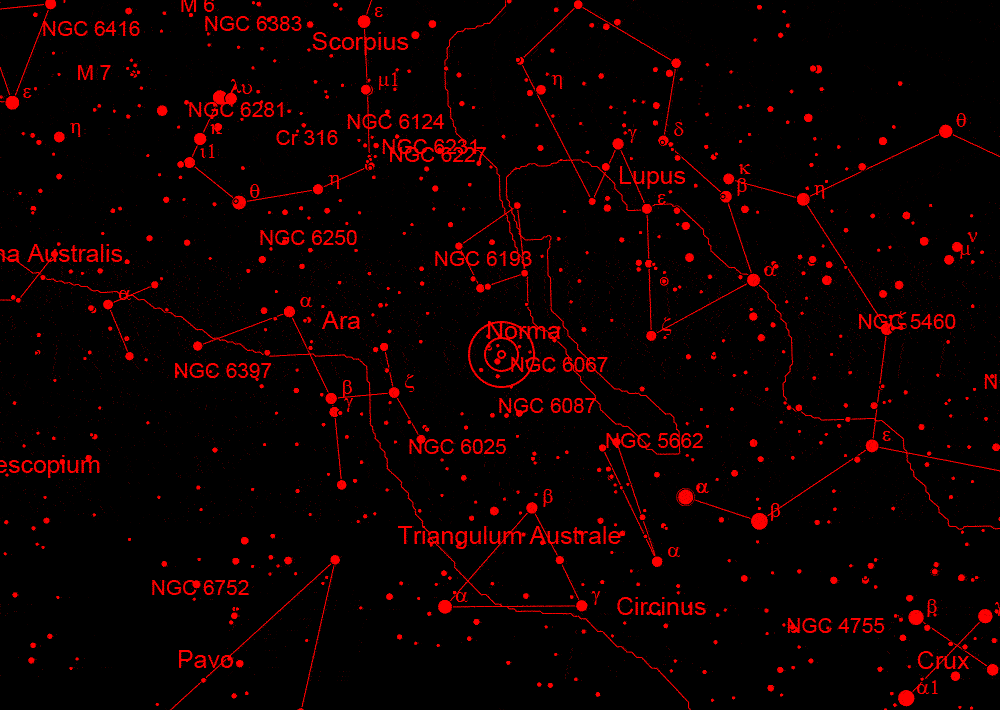 M 6
NGC 6383
ε
NGC 6416
Scorpius
M 7
μ1
η
ε
λυ
NGC 6281
NGC 6124
η
κ
Cr 316
γ
δ
θ
ι1
NGC 6231
NGC 6227
Lupus
κ
β
θ
η
ε
η
NGC 6250
ν
μ
na Australis
NGC 6193
α
α
α
Ara
Norma
ζ
NGC 5460
NGC 6397
NGC 6067
N
β
γ
ζ
NGC 6087
NGC 6025
NGC 5662
ε
escopium
α
β
β
Triangulum Australe
α
NGC 6752
α
γ
Circinus
β
NGC 4755
Pavo
Crux
α1